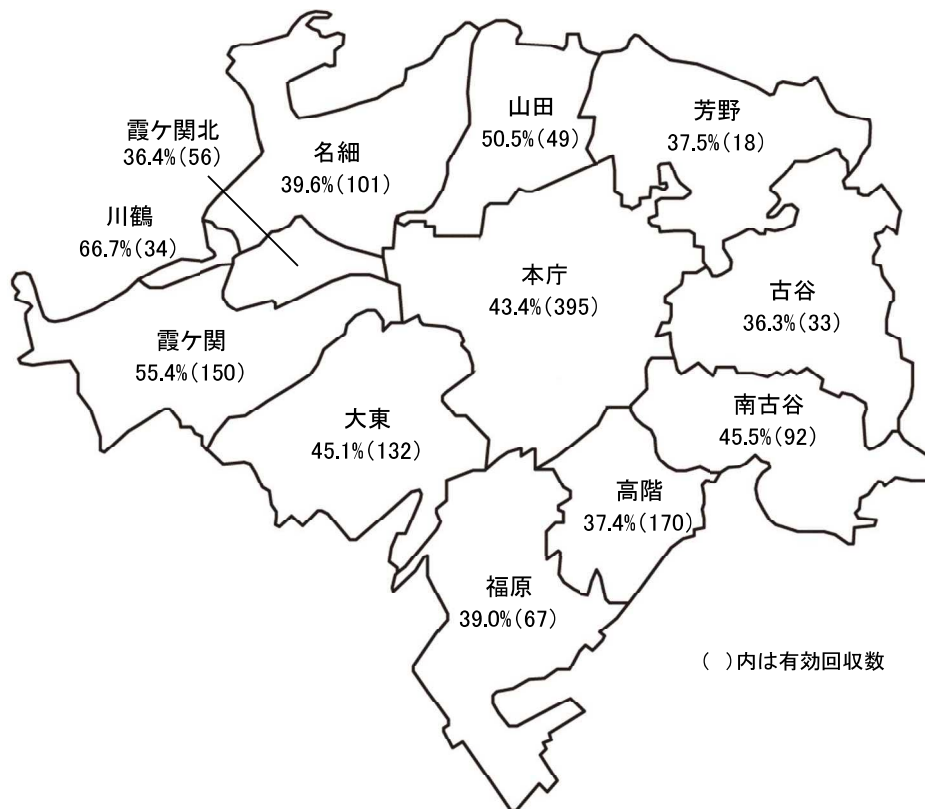 山田
50.5%(49)
芳野
37.5%(18)
霞ケ関北
36.4%(56)
名細
39.6%(101)
川鶴
66.7%(34)
本庁
43.4%(395)
古谷
36.3%(33)
霞ケ関
55.4%(150)
大東
45.1%(132)
南古谷
45.5%(92)
高階
37.4%(170)
福原
39.0%(67)
( )内は有効回収数